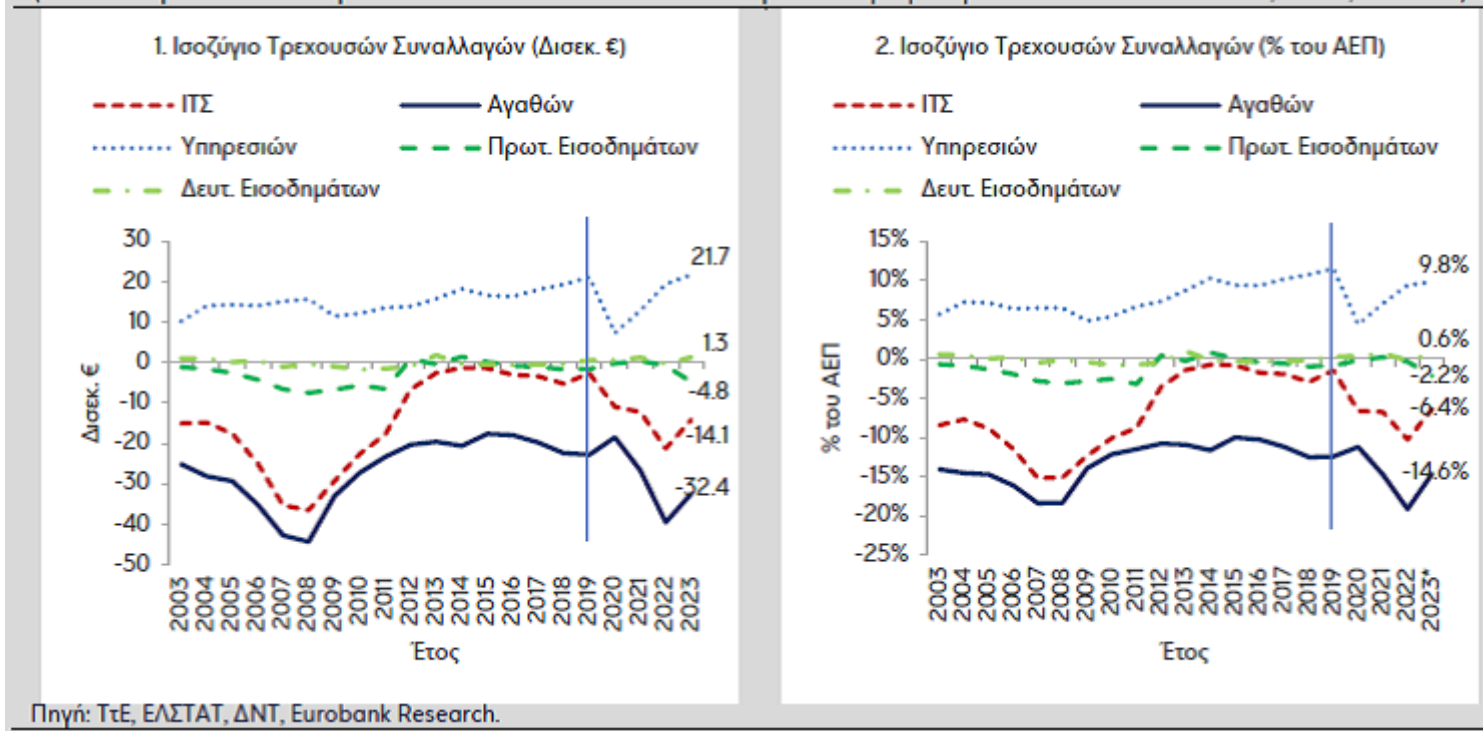 1. Ισοζύγιο Τρεχουσών Συναλλαγών (Δισεκ. €)
ΙΤΣ
Αγαθών
Υπηρεσιών
Πρωτ. Εισοδημάτων
Δευτ. Εισοδημάτων
30
20
10
0
-10
-20
-30
-40
-50
Δισεκ. €
21.7
1.3
-4.8
-14.1
-32.4
2003 2004 2005 2006 2007 2008 2009 2010 2011 2012 2013 2014 2015 2016 2017 2018 2019 2020 2021 2022 2023
Έτος
2. Ισοζύγιο Τρεχουσών Συναλλαγών (% του ΑΕΠ)
ΙΤΣ
Αγαθών
Υπηρεσιών
Πρωτ. Εισοδημάτων
Δευτ. Εισοδημάτων
15%
10%
5%
0%
-5%
-10%
-15%
-20%
-25%
% του ΑΕΠ
9.8%
0.6%
-2.2%
-6.4%
-14.6%
2003 2004 2005 2006 2007 2008 2009 2010 2011 2012 2013 2014 2015 2016 2017 2018 2019 2020 2021 2022 2023*
Έτος
Πηγή: ΤτΕ, ΕΛΣΤΑΤ, ΔΝΤ, Eurobank Research.